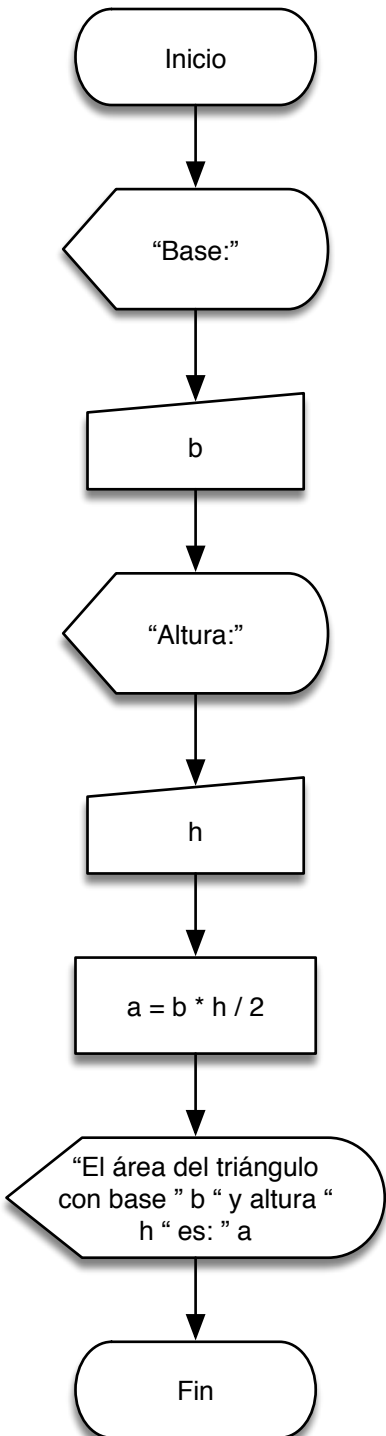 Inicio
“Base:”
b
“Altura:”
h
a = b * h / 2
“El área del triángulo
con base ” b “ y altura “
h “ es: ” a
Fin